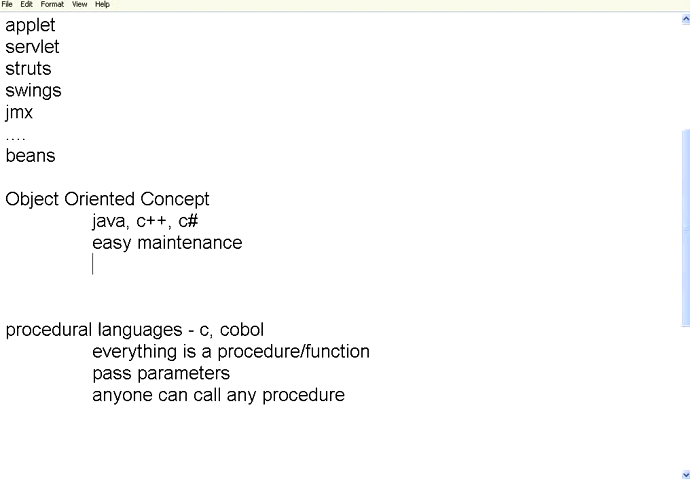 File Edit Format View Help
applet
servlet
struts
swings
jmx
....
beans
Object Oriented Concept
java, c++, c#
easy maintenance
procedural languages - c, cobol
everything is a procedure/function
pass parameters
anyone can call any procedure